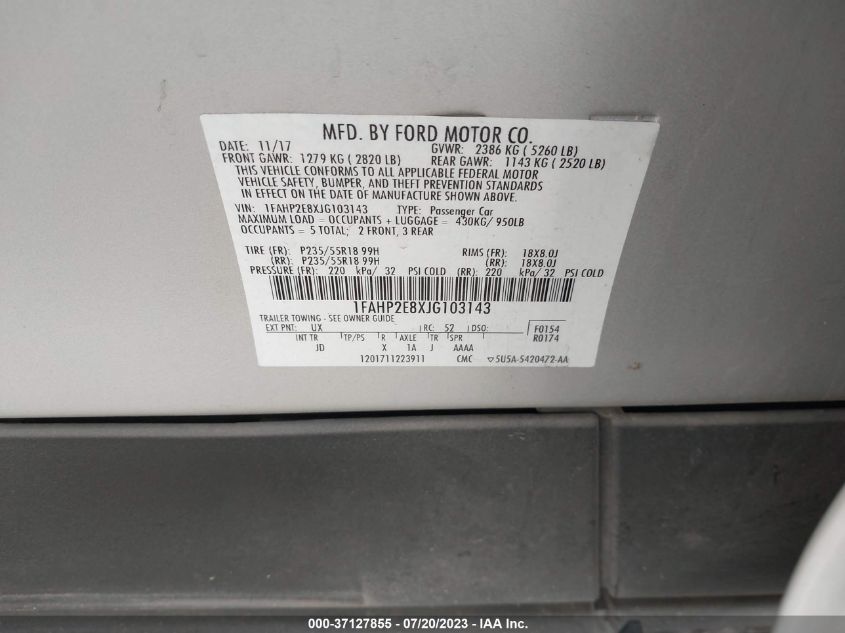 MFD. BY FORD MOTOR CO.
DATE: 11/17 GVWR: 2386 KG ( 5260 LB)
FRONT GAWR: 1279 KG ( 2820 LB) REAR GAWR: 1143 KG ( 2520 LB)
THIS VEHICLE CONFORMS TO ALL APPLICABLE FEDERAL MOTOR
VEHICLE SAFETY, BUMPER, AND THEFT PREVENTION STANDARDS
IN EFFECT ON THE DATE OF MANUFACTURE SHOWN ABOVE.
VIN: 1FAHP2E8XJG103143 TYPE: Passenger Car
MAXIMUM LOAD = OCCUPANTS + LUGGAGE = 430KG/ 950LB
OCCUPANTS = 5 TOTAL; 2 FRONT, 3 REAR
TIRE (FR): P235/55R18 99H RIMS (FR): 18X8.0J
(RR): P235/55R18 99H (RR): 18X8.0J
PRESSURE (FR): 220 kPa/ 32 PSI COLD (RR): 220 kPa/ 32 PSI COLD
1FAHP2E8XJG103143
TRAILER TOWING - SEE OWNER GUIDE
EXT PNT: UX RC: 52 DSO: F0154
INT TR TP/PS R AXLE TR SPR R0174
JD X 1A J AAAA
1201711223911 CMC ▽5U5A-5420472-AA
000-37127855 - 07/20/2023 - IAA Inc.